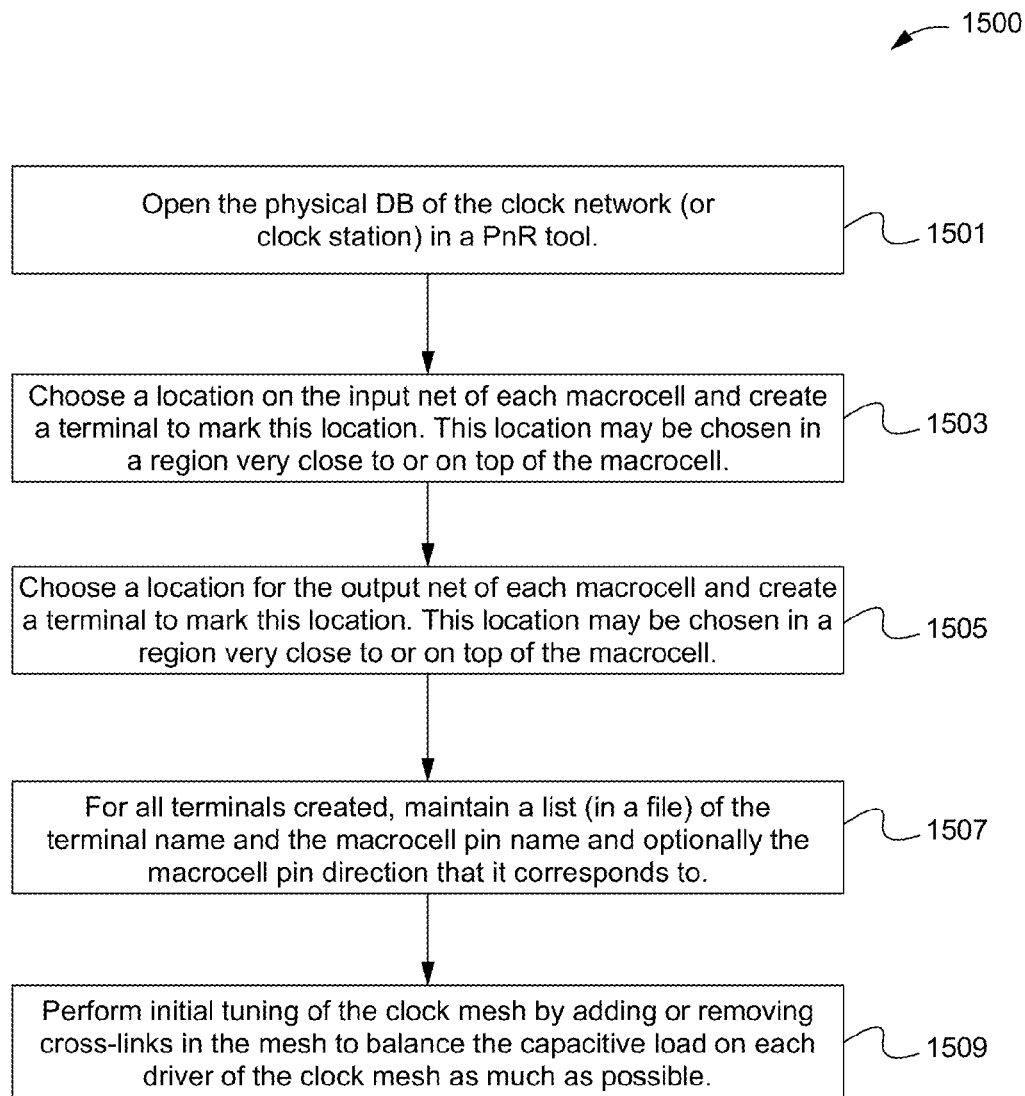 1500
Open the physical DB of the clock network (or
clock station) in a PnR tool.
1501
Choose a location on the input net of each macrocell and create
a terminal to mark this location. This location may be chosen in
a region very close to or on top of the macrocell.
1503
Choose a location for the output net of each macrocell and create
a terminal to mark this location. This location may be chosen in a
region very close to or on top of the macrocell.
1505
For all terminals created, maintain a list (in a file) of the
terminal name and the macrocell pin name and optionally the
macrocell pin direction that it corresponds to.
1507
Perform initial tuning of the clock mesh by adding or removing
cross-links in the mesh to balance the capacitive load on each
driver of the clock mesh as much as possible.
1509